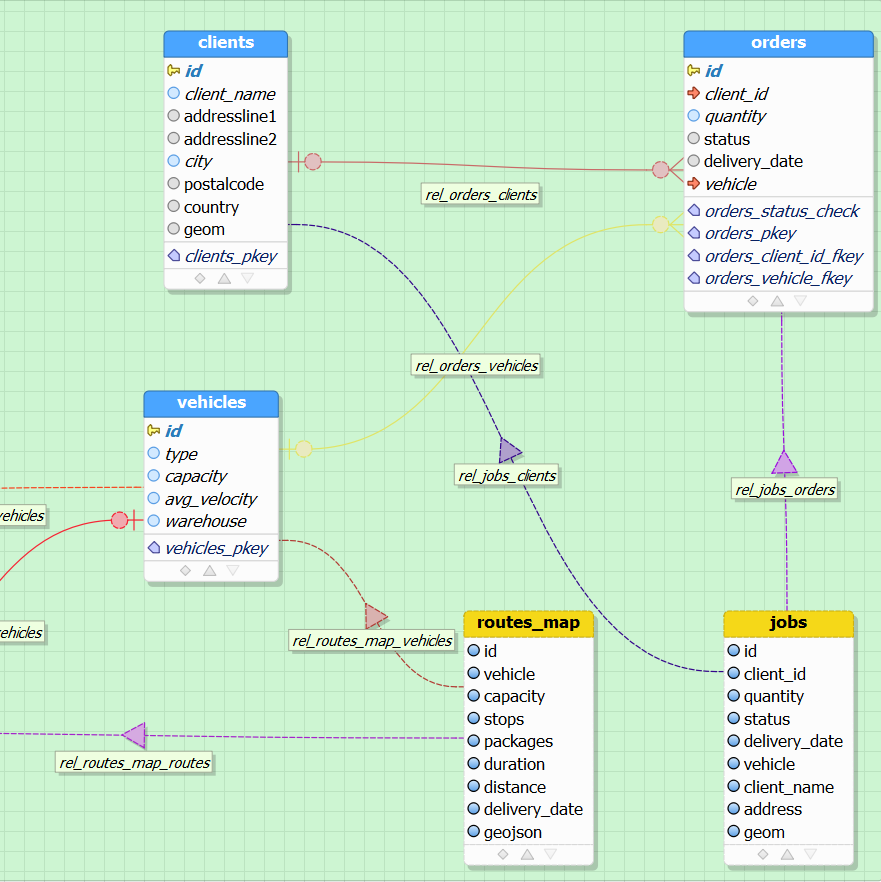 clients
id
client_name
addressline1
addressline2
city
postalcode
country
geom
clients_pkey
orders
id
client_id
quantity
status
delivery_date
vehicle
orders_status_check
orders_pkey
orders_client_id_fkey
orders_vehicle_fkey
rel_orders_clients
rel_orders_vehicles
vehicles
id
type
capacity
avg_velocity
warehouse
vehicles_pkey
rel_jobs_clients
rel_jobs_orders
vehicles
ehicles
rel_routes_map_vehicles
rel_routes_map_routes
routes_map
id
vehicle
capacity
stops
packages
duration
distance
delivery_date
geojson
jobs
id
client_id
quantity
status
delivery_date
vehicle
client_name
address
geom